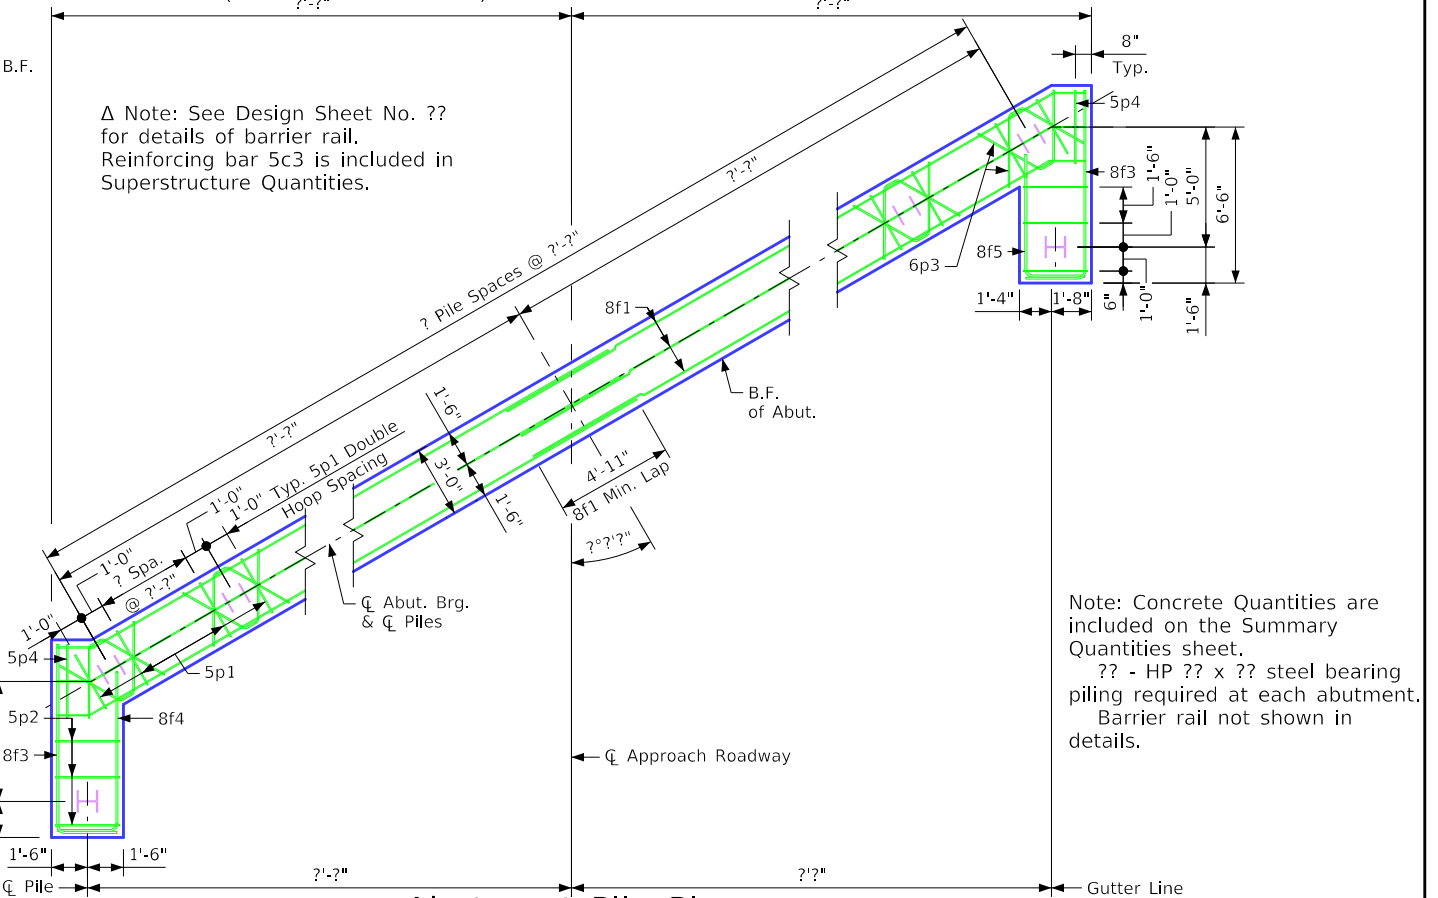 ?'-?"
?'-?"
B.F.
8"
Typ.
Δ Note: See Design Sheet No. ??
for details of barrier rail.
Reinforcing bar 5c3 is included in
Superstructure Quantities.
5p4
8f3
1'-6"
1'-0"
5'-0"
6'-6"
?'-?"
6p3
8f5
1'-4"
1'-8"
6"
1'-0"
1'-6"
? Pile Spaces @ ?'-?"
8f1
B.F.
of Abut.
1'-6"
3'-0"
1'-6"
4'-11"
8f1 Min. Lap
?°?'?"
?'-?"
1'-0" Typ. 5p1 Double
Hoop Spacing
1'-0"
1'-0"
? Spa.
@ ?'-?"
1'-0"
℄ Abut. Brg.
& ℄ Piles
5p4
5p1
5p2
8f4
8f3
Note: Concrete Quantities are
included on the Summary
Quantities sheet.
?? - HP ?? x ?? steel bearing
piling required at each abutment.
Barrier rail not shown in
details.
℄ Approach Roadway
1'-6"
1'-6"
?'-?"
?'?"
℄ Pile
Gutter Line